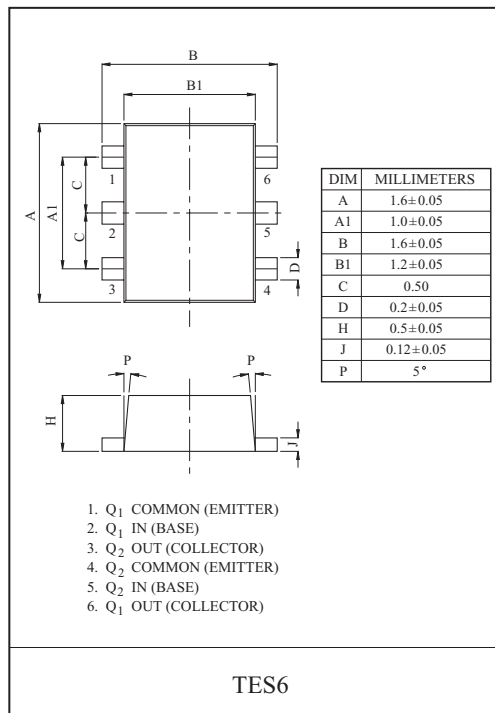 B
B1
1
6
C
A
A1
2
5
C
D
3
4
P
P
H
J
DIM MILLIMETERS
A 1.6±0.05
A1 1.0±0.05
B 1.6±0.05
B1 1.2±0.05
C 0.50
D 0.2±0.05
H 0.5±0.05
J 0.12±0.05
P 5°
1. Q1 COMMON (EMITTER)
2. Q1 IN (BASE)
3. Q2 OUT (COLLECTOR)
4. Q2 COMMON (EMITTER)
5. Q2 IN (BASE)
6. Q1 OUT (COLLECTOR)
TES6